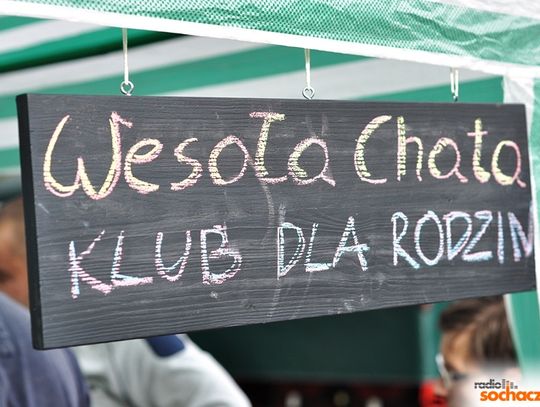 Wesoła Chata
KLUB DLA RODZIN
radio
sochacz